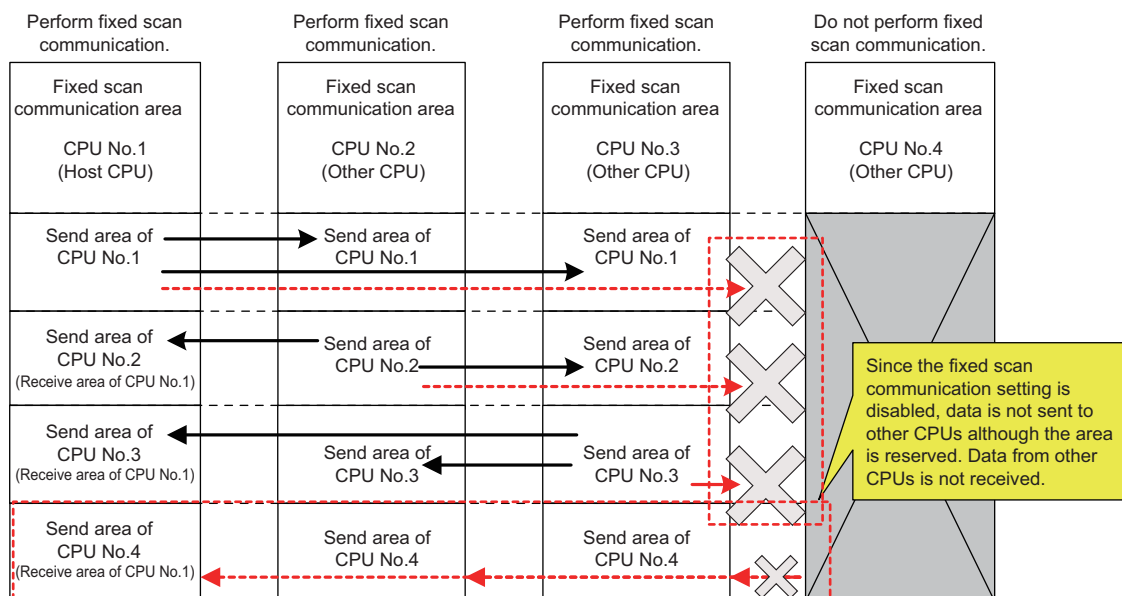 Perform fixed scan
communication.
Perform fixed scan
communication.
Perform fixed scan
communication.
Do not perform fixed
scan communication.
Fixed scan
communication area
CPU No.1
(Host CPU)
Fixed scan
communication area
CPU No.2
(Other CPU)
Fixed scan
communication area
CPU No.3
(Other CPU)
Fixed scan
communication area
CPU No.4
(Other CPU)
Send area of
CPU No.1
Send area of
CPU No.1
Send area of
CPU No.1
Send area of
CPU No.2
(Receive area of CPU No.1)
Send area of
CPU No.2
Send area of
CPU No.2
Send area of
CPU No.3
(Receive area of CPU No.1)
Send area of
CPU No.3
Send area of
CPU No.3
Send area of
CPU No.4
(Receive area of CPU No.1)
Send area of
CPU No.4
Send area of
CPU No.4
Since the fixed scan
communication setting is
disabled, data is not sent to
other CPUs although the area
is reserved. Data from other
CPUs is not received.